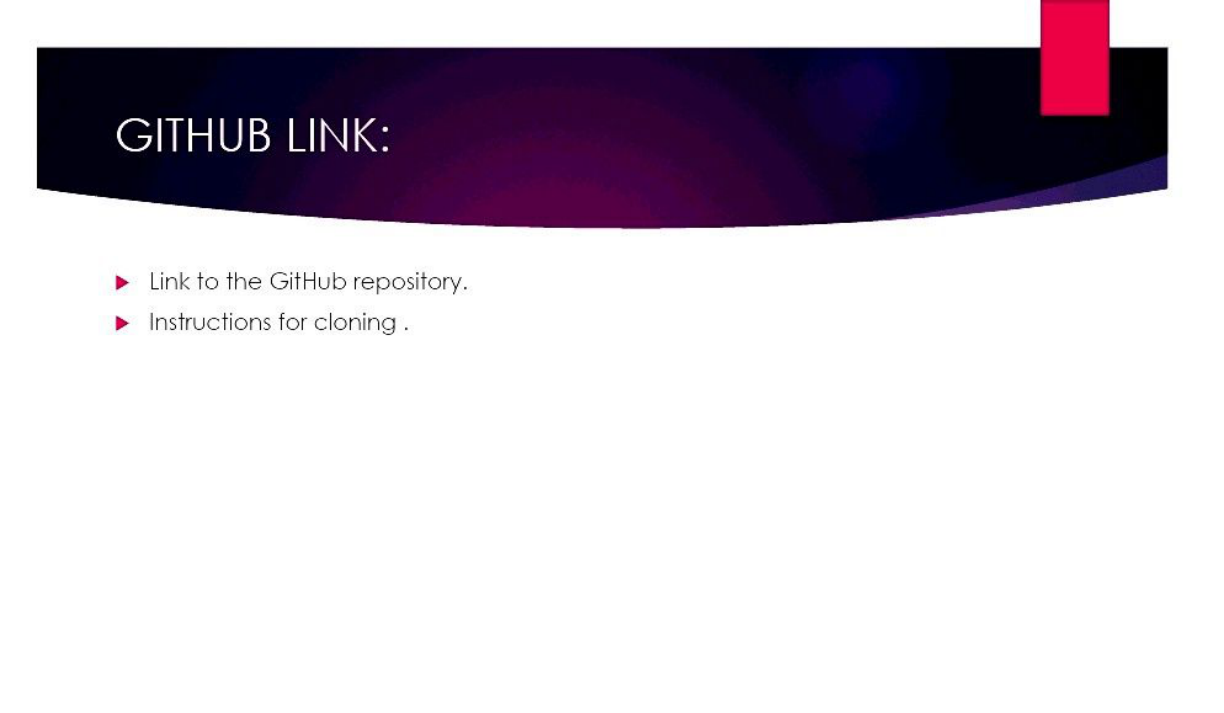 GITHUB LINK:
Link to the GitHub repository.
Instructions for cloning .